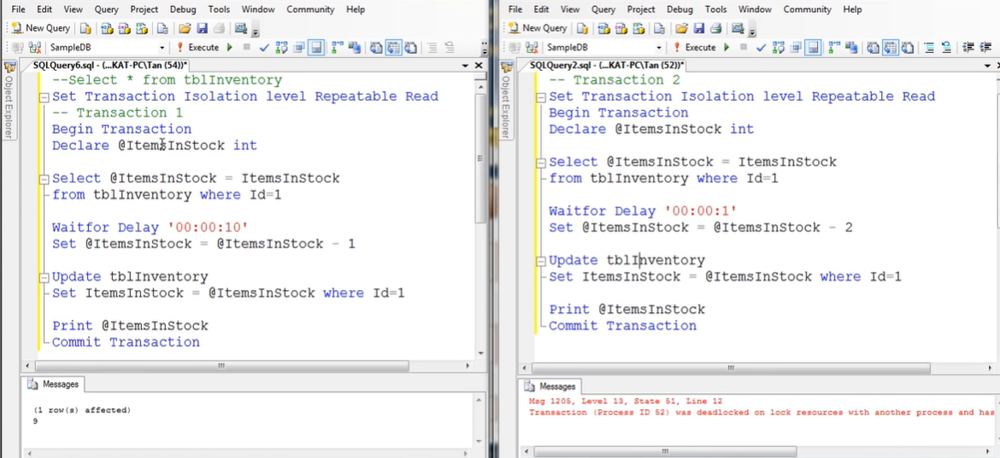 File Edit View Query Project Debug Tools Window Community Help
New Query
SampleDB
Execute
SQLQuery6.sql - (...KAT-PC\Tan (54))*
Object Explorer
--Select * from tblInventory
Set Transaction Isolation level Repeatable Read
-- Transaction 1
Begin Transaction
Declare @ItemsInStock int
Select @ItemsInStock = ItemsInStock
from tblInventory where Id=1
Waitfor Delay '00:00:10'
Set @ItemsInStock = @ItemsInStock - 1
Update tblInventory
Set ItemsInStock = @ItemsInStock where Id=1
Print @ItemsInStock
Commit Transaction
Messages
(1 row(s) affected)
9
File Edit View Query Project Debug Tools Window Community Help
New Query
SampleDB
Execute
SQLQuery2.sql - (...KAT-PC\Tan (52))*
Object Explorer
-- Transaction 2
Set Transaction Isolation level Repeatable Read
Begin Transaction
Declare @ItemsInStock int
Select @ItemsInStock = ItemsInStock
from tblInventory where Id=1
Waitfor Delay '00:00:1'
Set @ItemsInStock = @ItemsInStock - 2
Update tblInventory
Set ItemsInStock = @ItemsInStock where Id=1
Print @ItemsInStock
Commit Transaction
Messages
Msg 1205, Level 13, State 51, Line 12
Transaction (Process ID 52) was deadlocked on lock resources with another process and has